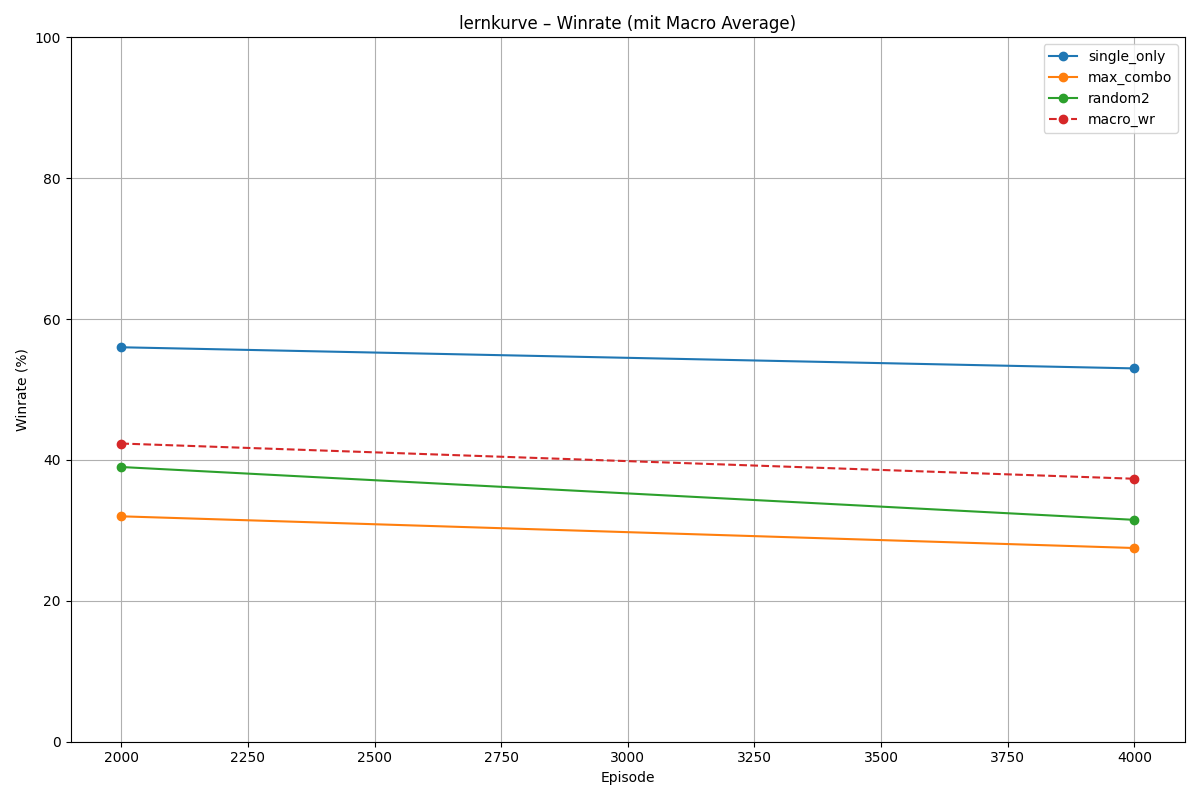 lernkurve – Winrate (mit Macro Average)
single_only
max_combo
random2
macro_wr
Winrate (%)
100
80
60
40
20
0
2000 2250 2500 2750 3000 3250 3500 3750 4000
Episode